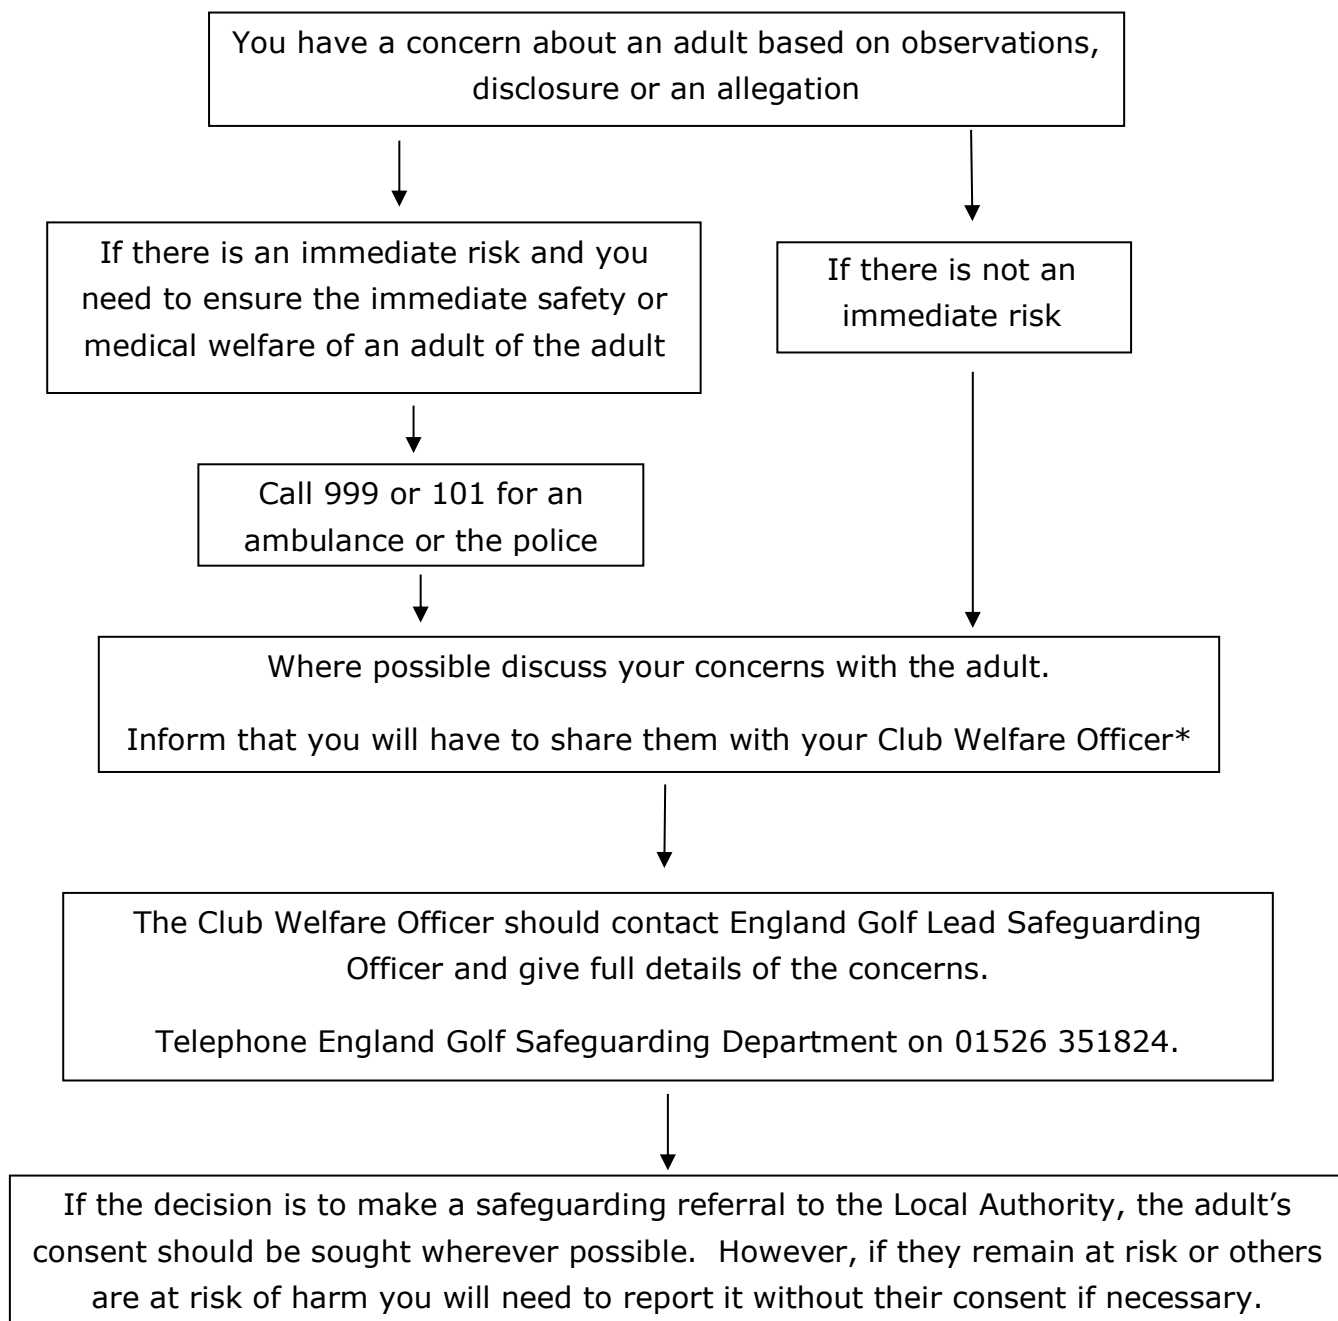 You have a concern about an adult based on observations,
disclosure or an allegation
If there is an immediate risk and you
need to ensure the immediate safety or
medical welfare of an adult of the adult
If there is not an
immediate risk
Call 999 or 101 for an
ambulance or the police
Where possible discuss your concerns with the adult.
Inform that you will have to share them with your Club Welfare Officer*
The Club Welfare Officer should contact England Golf Lead Safeguarding
Officer and give full details of the concerns.
Telephone England Golf Safeguarding Department on 01526 351824.
If the decision is to make a safeguarding referral to the Local Authority, the adult’s
consent should be sought wherever possible.  However, if they remain at risk or others
are at risk of harm you will need to report it without their consent if necessary.